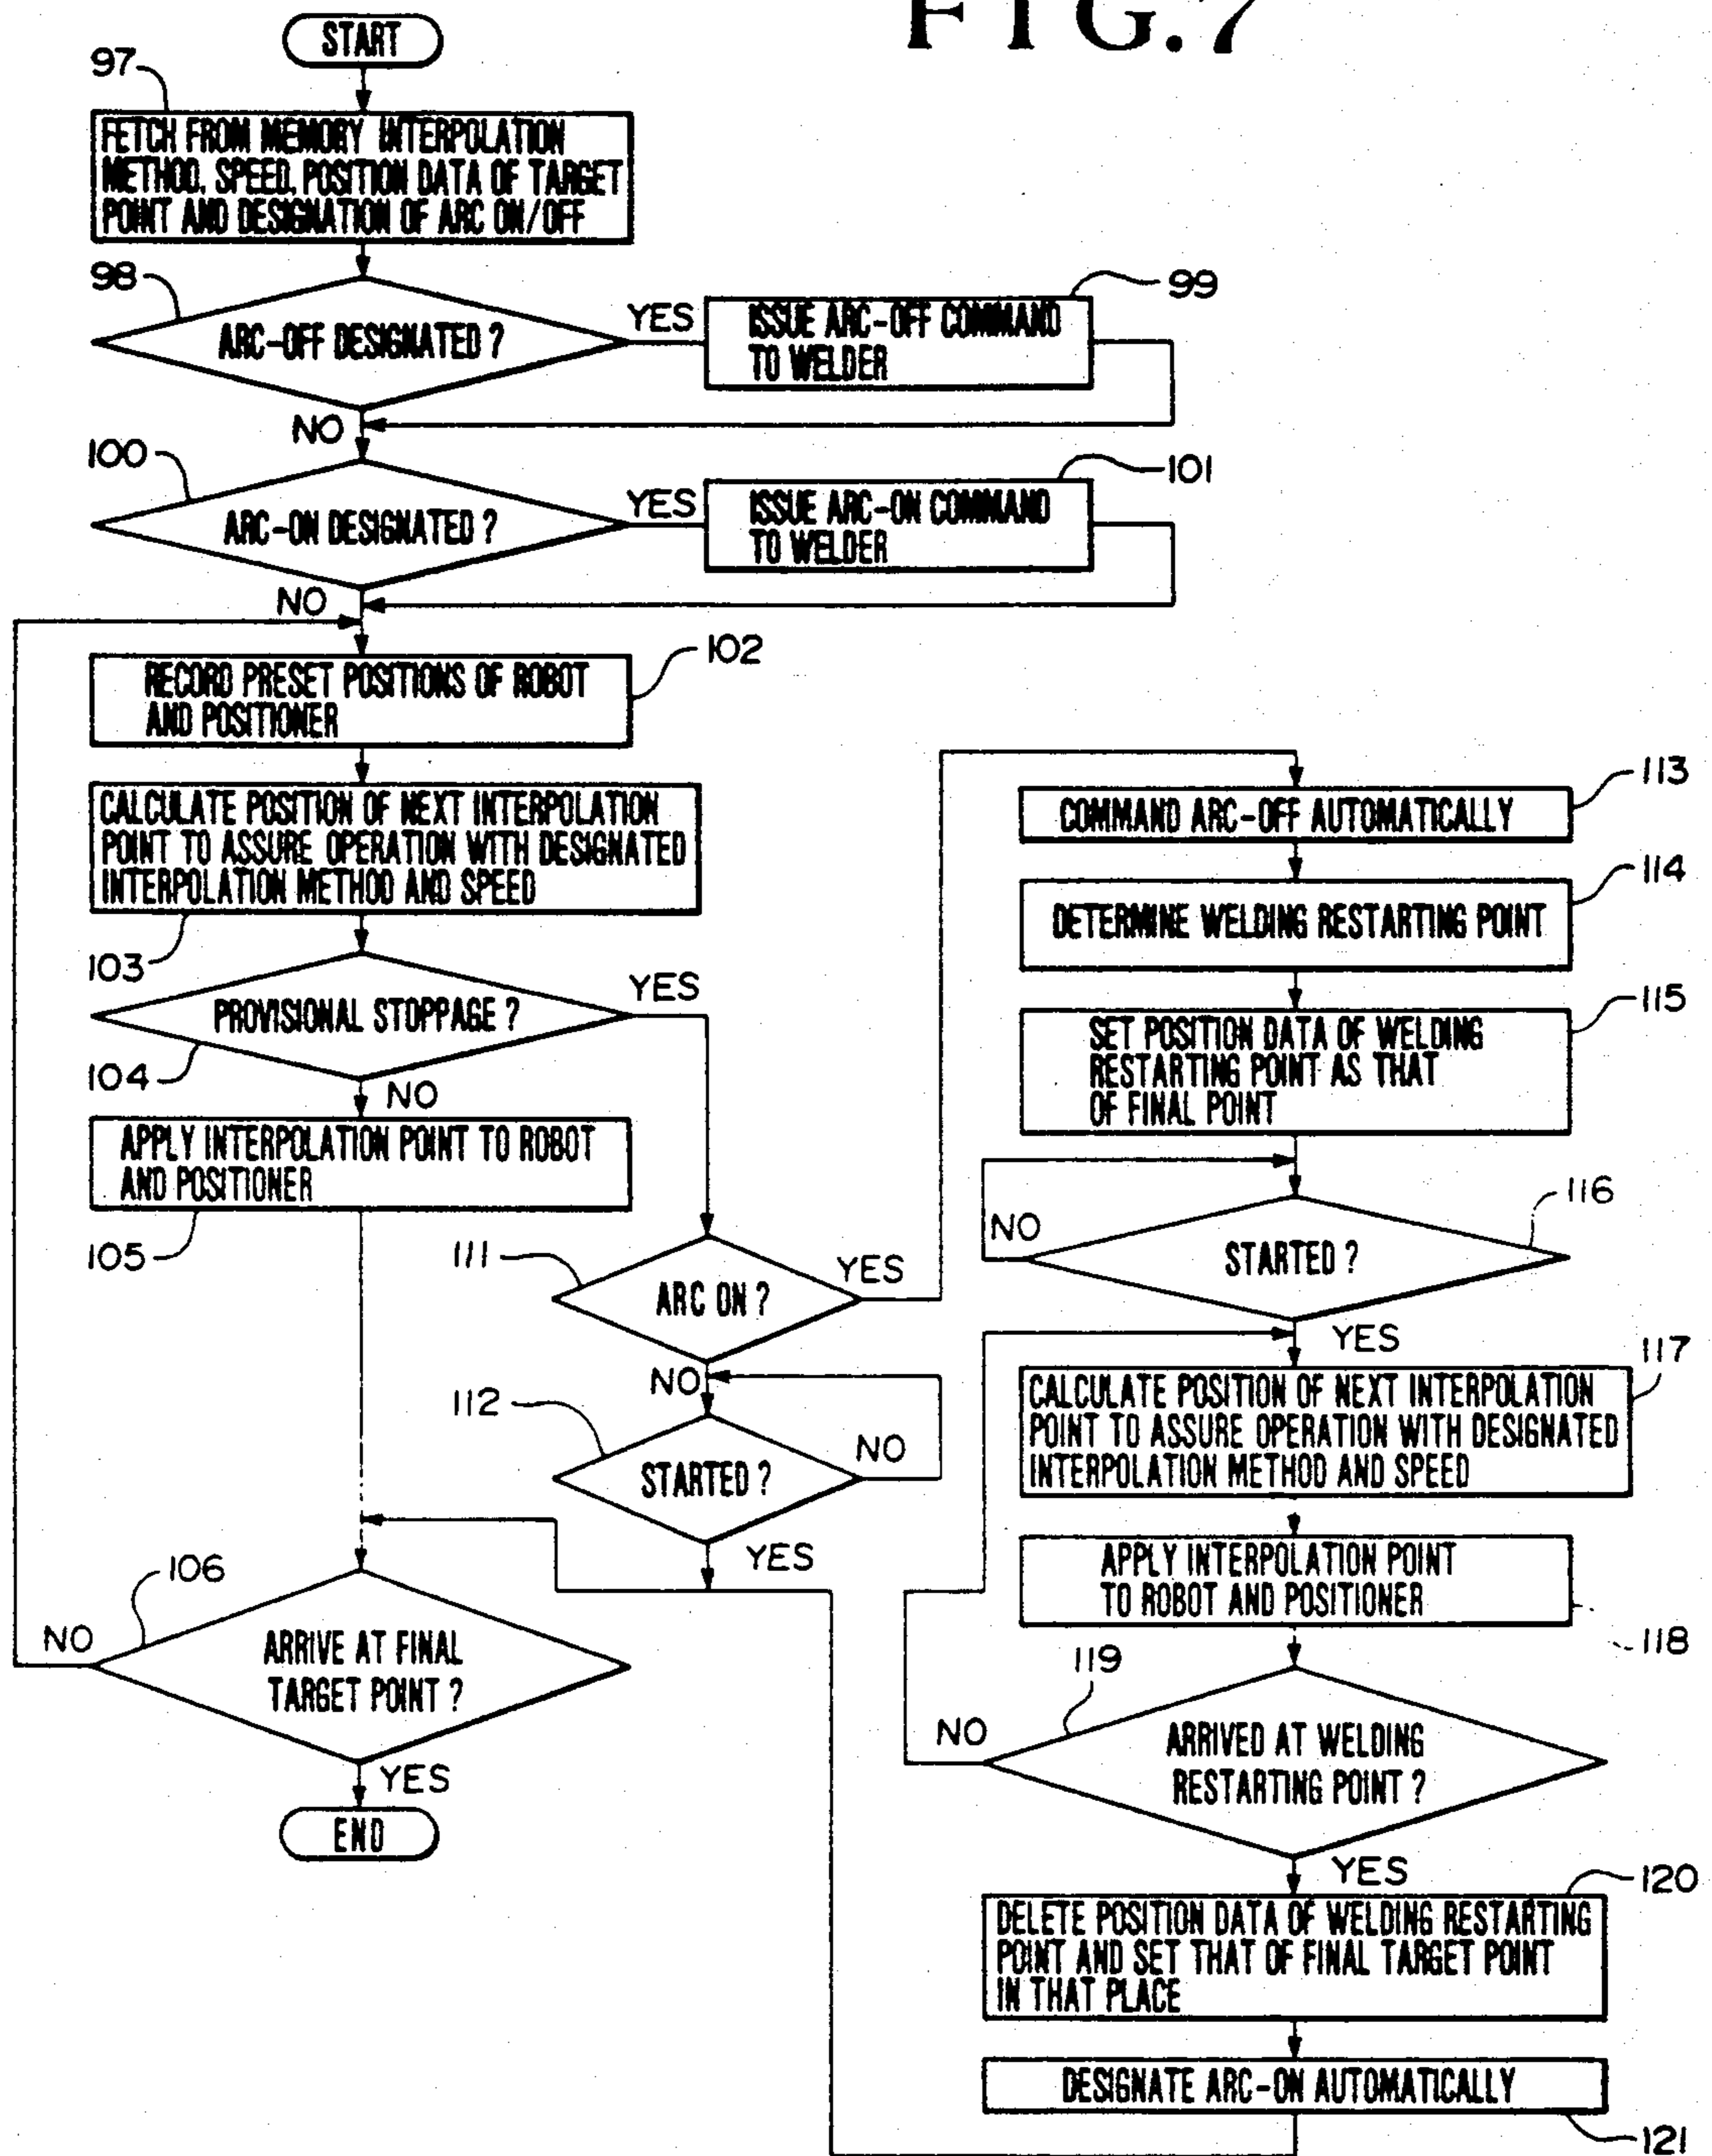 FIG.7
START
97
FETCH FROM MEMORY INTERPOLATION
METHOD, SPEED, POSITION DATA OF TARGET
POINT AND DESIGNATION OF ARC ON/OFF
98
ARC-OFF DESIGNATED ?
YES
99
ISSUE ARC-OFF COMMAND
TO WELDER
NO
100
ARC-ON DESIGNATED ?
YES
101
ISSUE ARC-ON COMMAND
TO WELDER
NO
102
RECORD PRESET POSITIONS OF ROBOT
AND POSITIONER
CALCULATE POSITION OF NEXT INTERPOLATION
POINT TO ASSURE OPERATION WITH DESIGNATED
INTERPOLATION METHOD AND SPEED
103
PROVISIONAL STOPPAGE ?
YES
104
NO
APPLY INTERPOLATION POINT TO ROBOT
AND POSITIONER
105
111
ARC ON ?
YES
NO
112
STARTED ?
NO
YES
106
NO
ARRIVE AT FINAL
TARGET POINT ?
YES
END
113
COMMAND ARC-OFF AUTOMATICALLY
114
DETERMINE WELDING RESTARTING POINT
115
SET POSITION DATA OF WELDING
RESTARTING POINT AS THAT
OF FINAL POINT
116
NO
STARTED ?
YES
117
CALCULATE POSITION OF NEXT INTERPOLATION
POINT TO ASSURE OPERATION WITH DESIGNATED
INTERPOLATION METHOD AND SPEED
APPLY INTERPOLATION POINT
TO ROBOT AND POSITIONER
118
119
NO
ARRIVED AT WELDING
RESTARTING POINT ?
YES
120
DELETE POSITION DATA OF WELDING RESTARTING
POINT AND SET THAT OF FINAL TARGET POINT
IN THAT PLACE
DESIGNATE ARC-ON AUTOMATICALLY
121